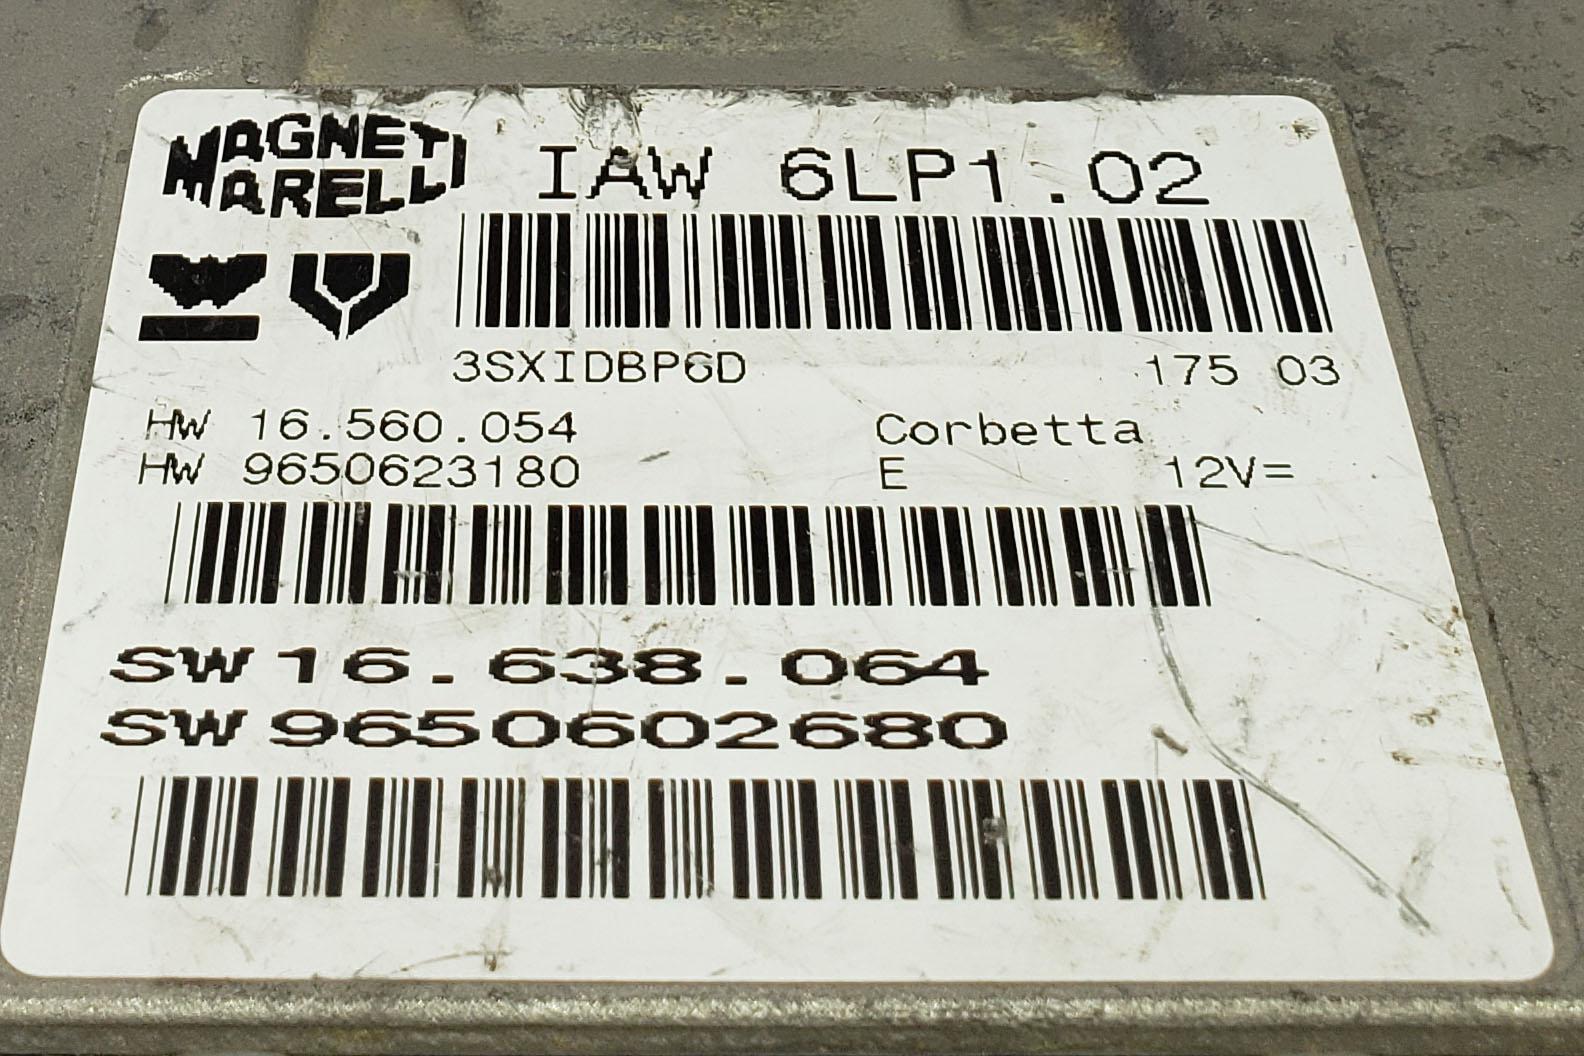 MAGNETI MARELLI
IAW 6LP1.02
3SXIDBP6D 175 03
HW 16.560.054 Corbetta
HW 9650623180 E 12V=
SW 16.638.064
SW 9650602680